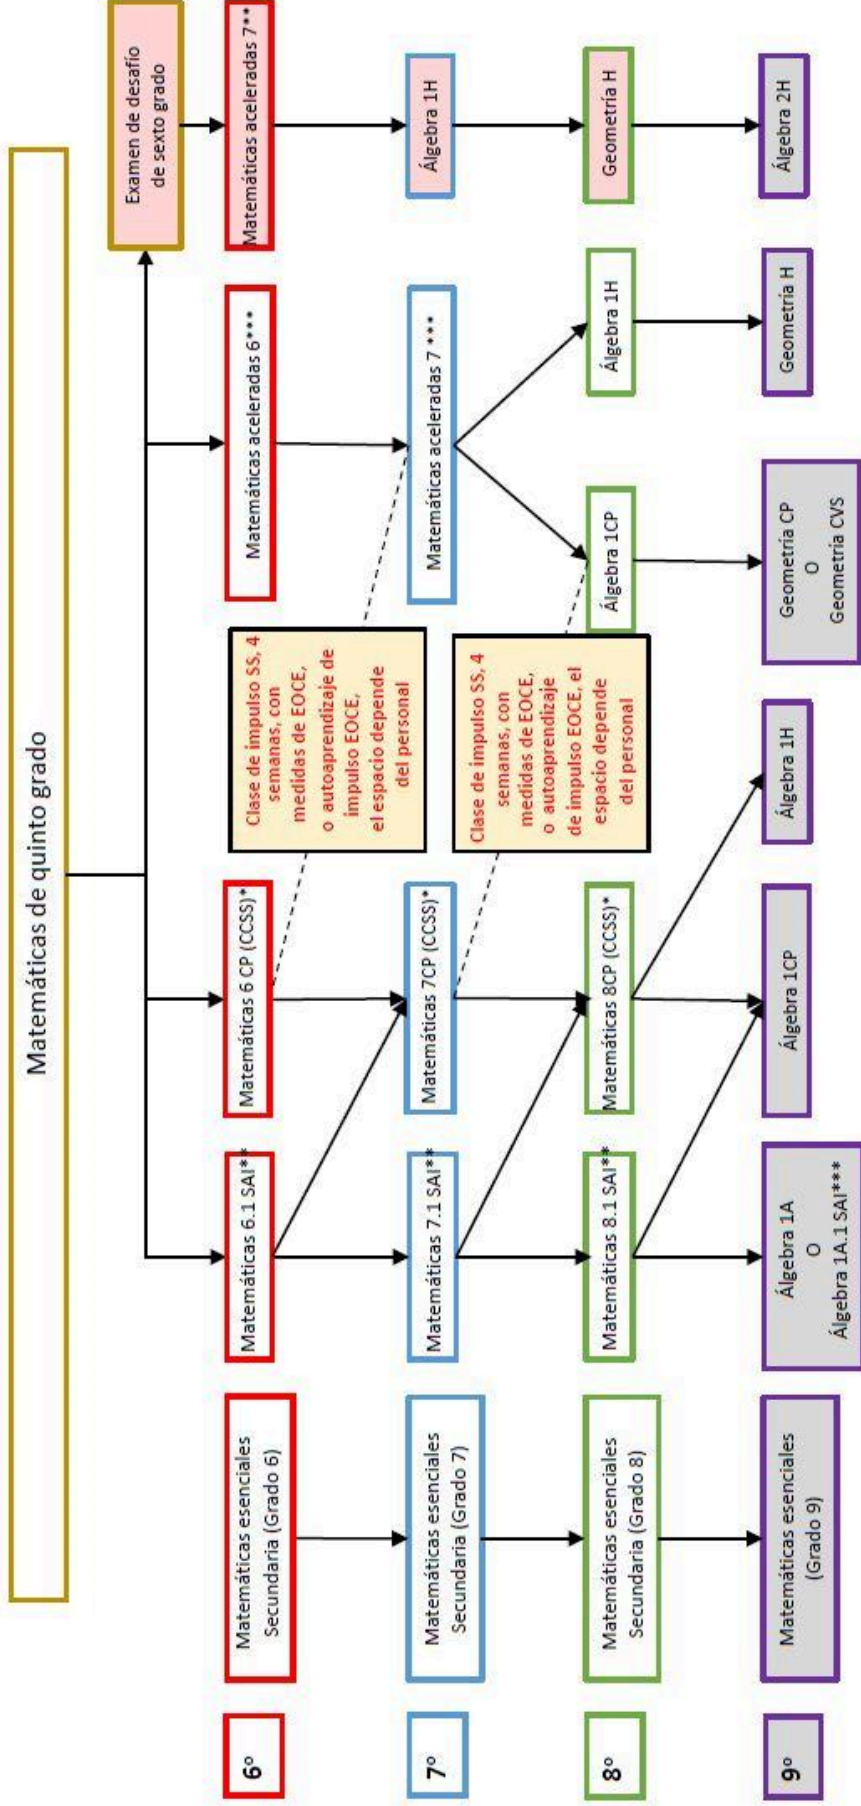 Matemáticas de quinto grado
Examen de desafío
de sexto grado
6º
Matemáticas esenciales
Secundaria (Grado 6)
Matemáticas 6.1 SAI**
Matemáticas 6 CP (CCSS)*
Matemáticas aceleradas 6***
Matemáticas aceleradas 7**
Clase de impulso SS, 4
semanas, con
medidas de EOCE,
o autoaprendizaje de
impulso EOCE,
el espacio depende
del personal
7º
Matemáticas esenciales
Secundaria (Grado 7)
Matemáticas 7.1 SAI**
Matemáticas 7CP (CCSS)*
Matemáticas aceleradas 7 ***
Álgebra 1H
Clase de impulso SS, 4
semanas, con
medidas de EOCE,
o autoaprendizaje
de impulso EOCE, el
espacio depende
del personal
8º
Matemáticas esenciales
Secundaria (Grado 8)
Matemáticas 8.1 SAI**
Matemáticas 8CP (CCSS)*
Álgebra 1CP
Álgebra 1H
Geometría H
9º
Matemáticas esenciales
(Grado 9)
Álgebra 1A
O
Álgebra 1A.1 SAI***
Álgebra 1CP
Álgebra 1H
Geometría CP
O
Geometría CVS
Geometría H
Álgebra 2H